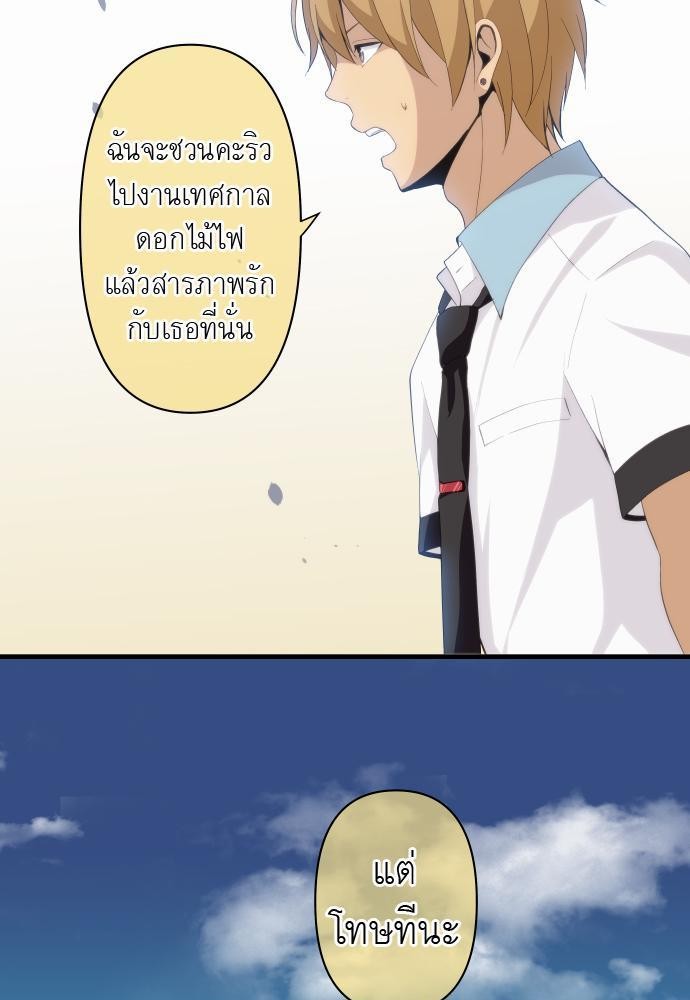 ฉันจะชวนคะริว
ไปงานเทศกาล
ดอกไม้ไฟ
แล้วสารภาพรัก
กับเธอที่นั่น
แต่
โทษทีนะ